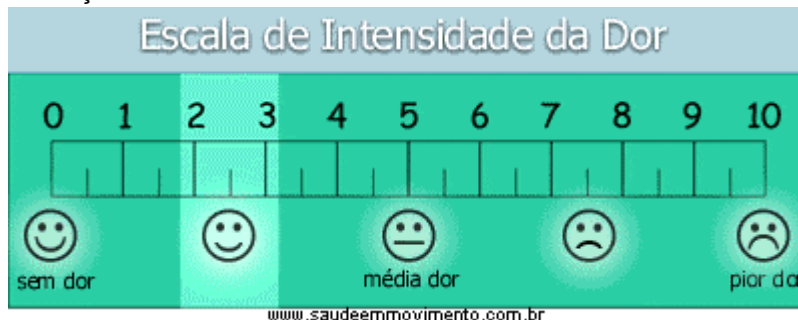 Escala de Intensidade da Dor
0 1 2 3 4 5 6 7 8 9 10
sem dor média dor pior do
www.saudeemmovimento.com.br